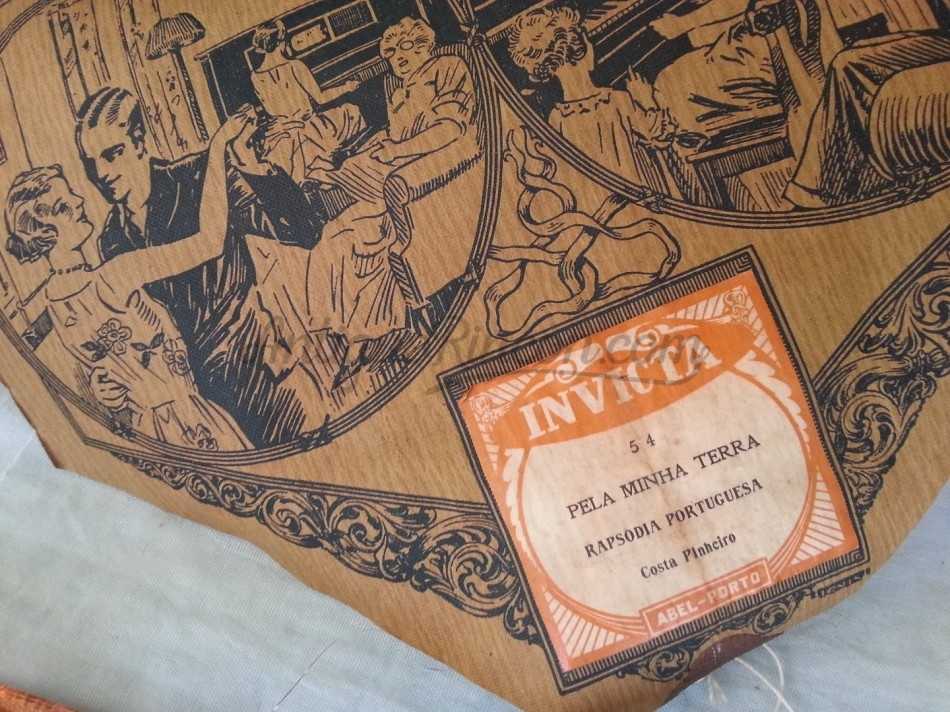 INVICTA
54
PELA MINHA TERRA
RAPSODIA PORTUGUESA
Costa Pinheiro
ABEL-PORTO